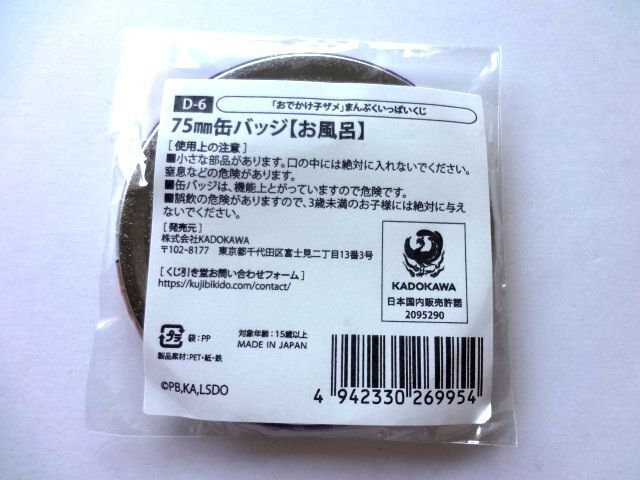 D-6
「おでかけ子ザメ」まんぷくいっぱいくじ
75mm缶バッジ【お風呂】
[使用上の注意]
■小さな部品があります。口の中には絶対に入れないでください。
窒息などの危険があります。
■缶バッジは、機能上とがっていますので危険です。
■誤飲の危険がありますので、3歳未満のお子様には絶対に与え
ないでください。
[発売元]
株式会社KADOKAWA
〒102-8177 東京都千代田区富士見二丁目13番3号
[くじ引き堂お問い合わせフォーム]
https://kujibikido.com/contact/
KADOKAWA
日本国内販売許諾
2095290
プラ
袋:PP
製品素材:PET・紙・鉄
対象年齢:15歳以上
MADE IN JAPAN
©PB,KA,LSDO
4 942330 269954